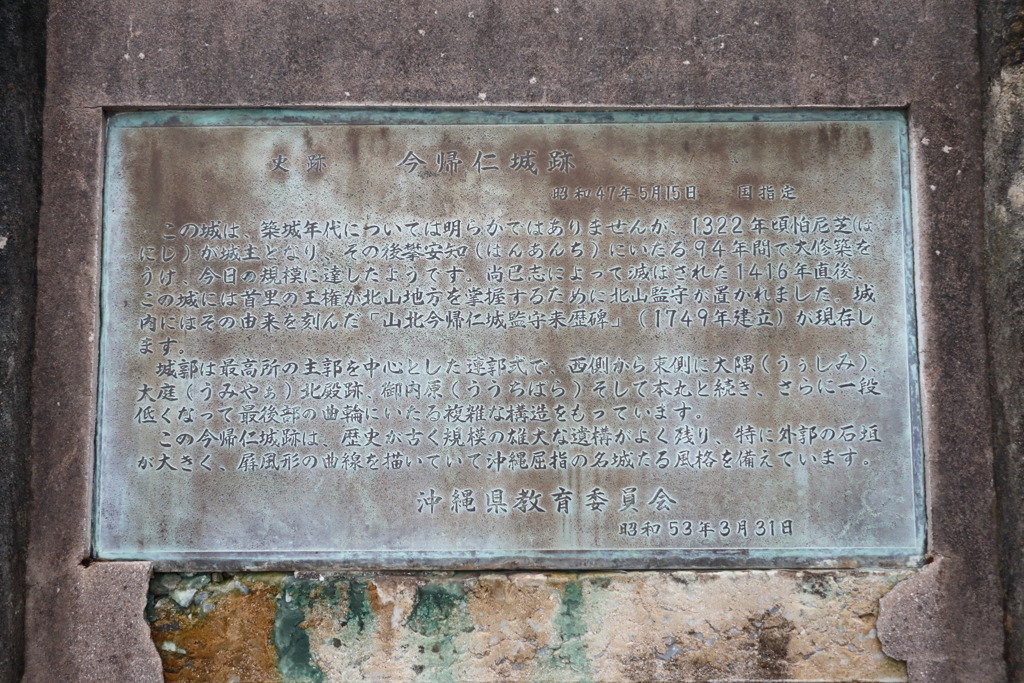 史跡 今帰仁城跡
昭和47年5月15日 国指定
この城は、築城年代については明らかではありませんが、1322年頃怕尼芝(は
にじ)が城主となり、その後攀安知(はんあんち)にいたる94年間で大修築を
うけ、今日の規模に達したようです。尚巴志によって滅ぼされた1416年直後、
この城には首里の王権が北山地方を掌握するために北山監守が置かれました。城
内にはその由来を刻んだ「山北今帰仁城監守来歴碑」(1749年建立)が現存し
ます。
城郭は最高所の主郭を中心とした連郭式で、西側から東側に大隅(うぅしみ)、
大庭(うみやぁ)北殿跡、御内原(ううちばら)そして本丸と続き、さらに一段
低くなって最後部の曲輪にいたる複雑な構造をもっています。
この今帰仁城跡は、歴史が古く規模の雄大な遺構がよく残り、特に外郭の石垣
が大きく、屏風形の曲線を描いていて沖縄屈指の名城たる風格を備えています。
沖縄県教育委員会
昭和53年3月31日